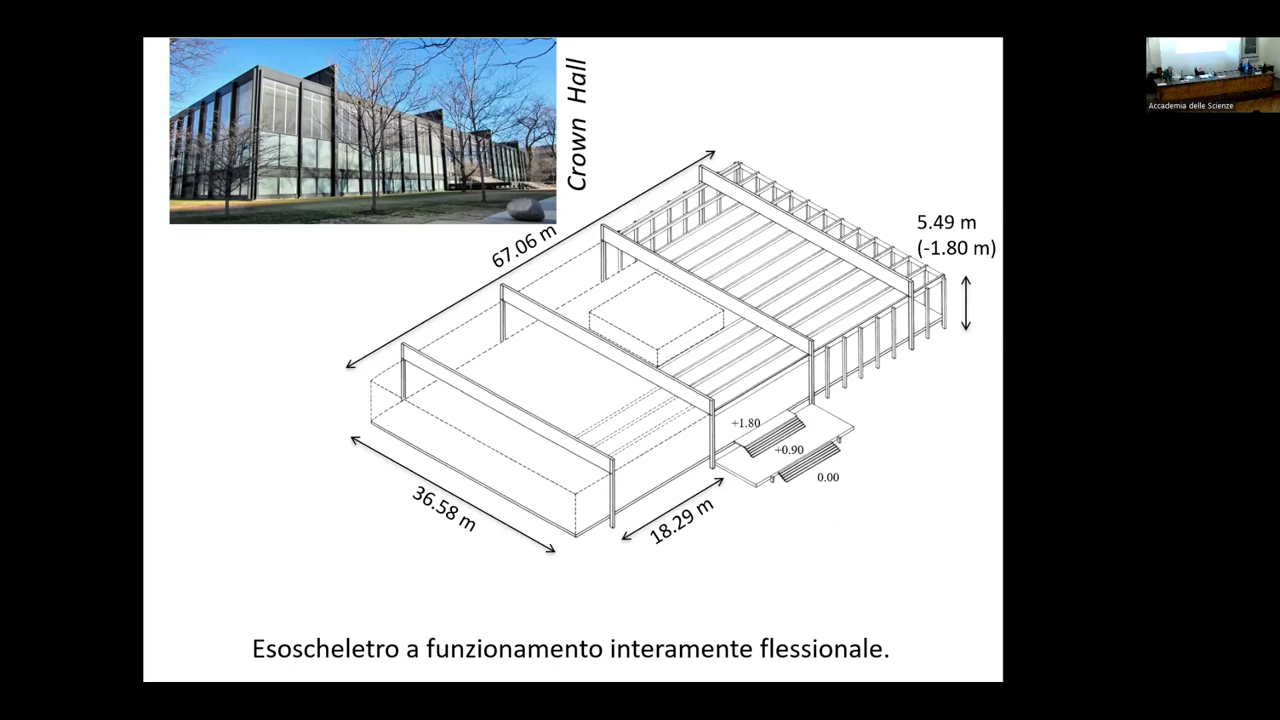 Crown Hall
Accademia delle Scienze
67.06 m
5.49 m
(-1.80 m)
+1.80
+0.90
0.00
36.58 m
18.29 m
Esoscheletro a funzionamento interamente flessionale.